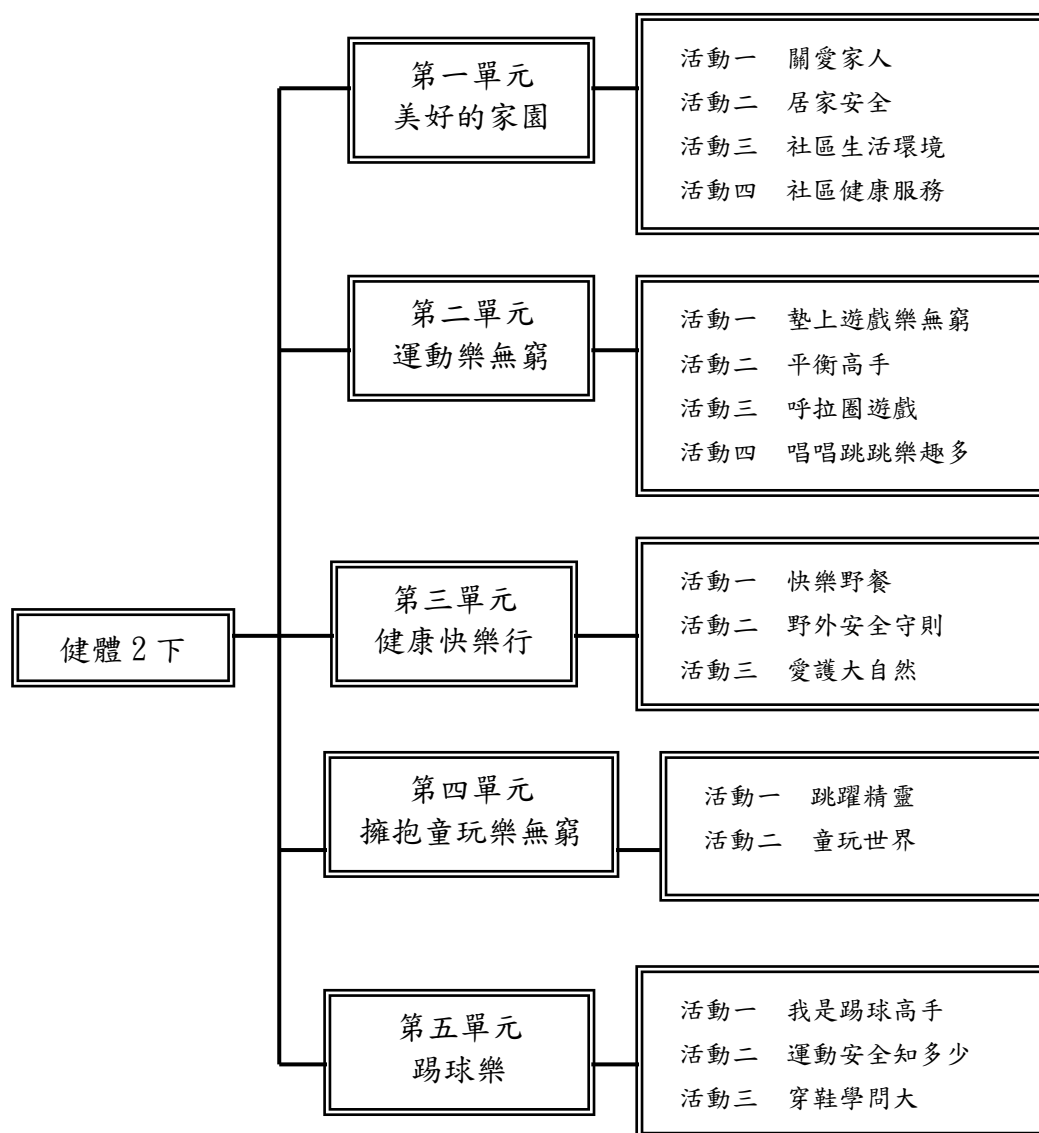 第一單元
美好的家園
活動一　關愛家人
活動二　居家安全
活動三　社區生活環境
活動四　社區健康服務
第二單元
運動樂無窮
活動一　墊上遊戲樂無窮
活動二　平衡高手
活動三　呼拉圈遊戲
活動四　唱唱跳跳樂趣多
健體 2 下
第三單元
健康快樂行
活動一　快樂野餐
活動二　野外安全守則
活動三　愛護大自然
第四單元
擁抱童玩樂無窮
活動一　跳躍精靈
活動二　童玩世界
第五單元
踢球樂
活動一　我是踢球高手
活動二　運動安全知多少
活動三　穿鞋學問大